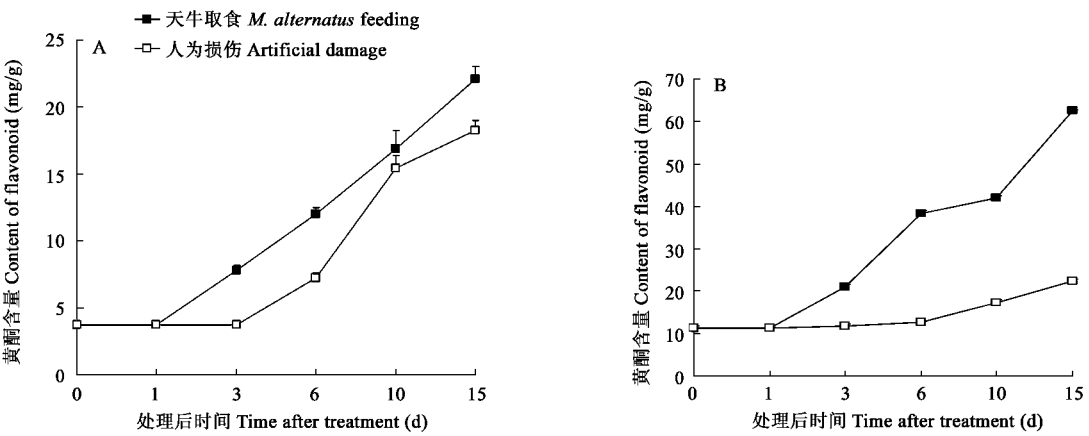 天牛取食 M. alternatus feeding
人为损伤 Artificial damage
A
黄酮含量 Content of flavonoid (mg/g)
25
20
15
10
5
0
0 1 3 6 10 15
处理后时间 Time after treatment (d)
B
黄酮含量 Content of flavonoid (mg/g)
70
60
50
40
30
20
10
0
0 1 3 6 10 15
处理后时间 Time after treatment (d)